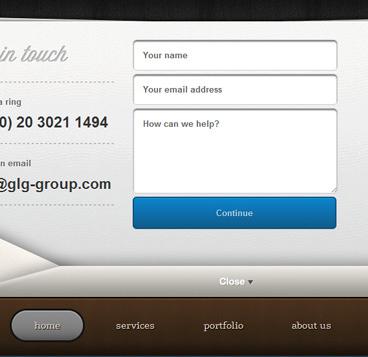 in touch
a ring
0) 20 3021 1494
n email
@glg-group.com
Your name
Your email address
How can we help?
Continue
Close
home services portfolio about us